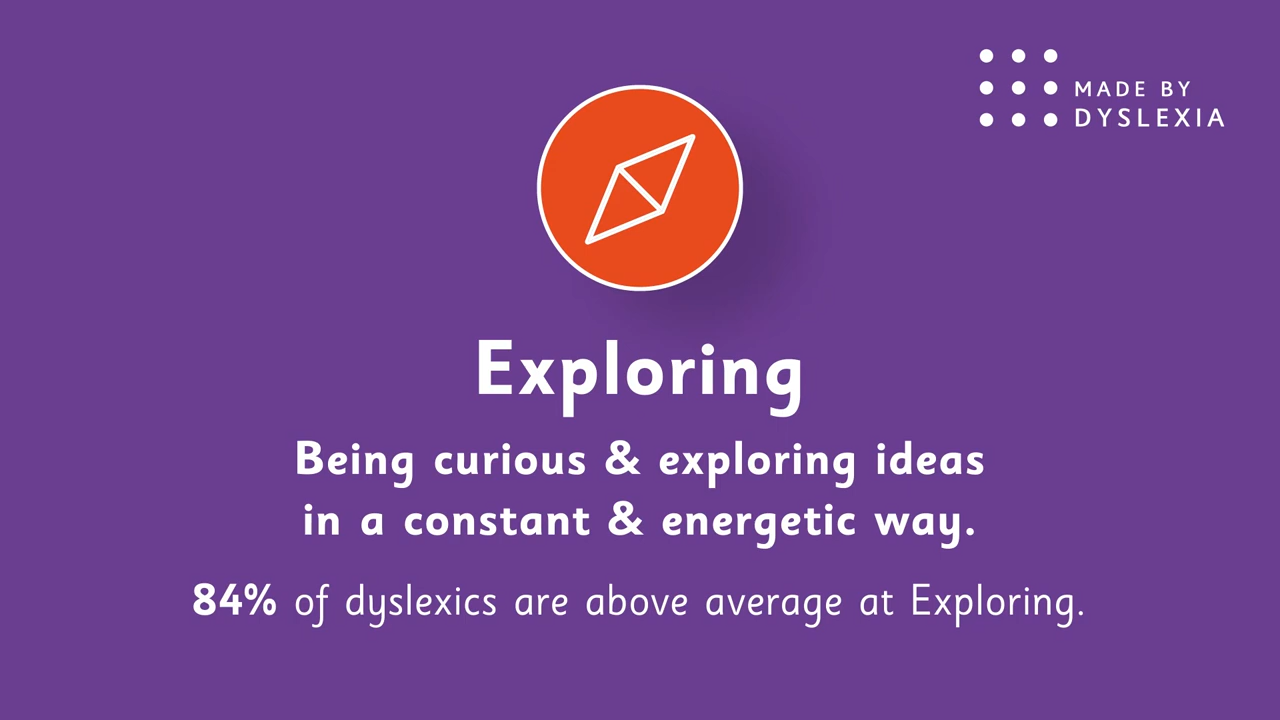 MADE BY
DYSLEXIA
Exploring
Being curious & exploring ideas
in a constant & energetic way.
84% of dyslexics are above average at Exploring.